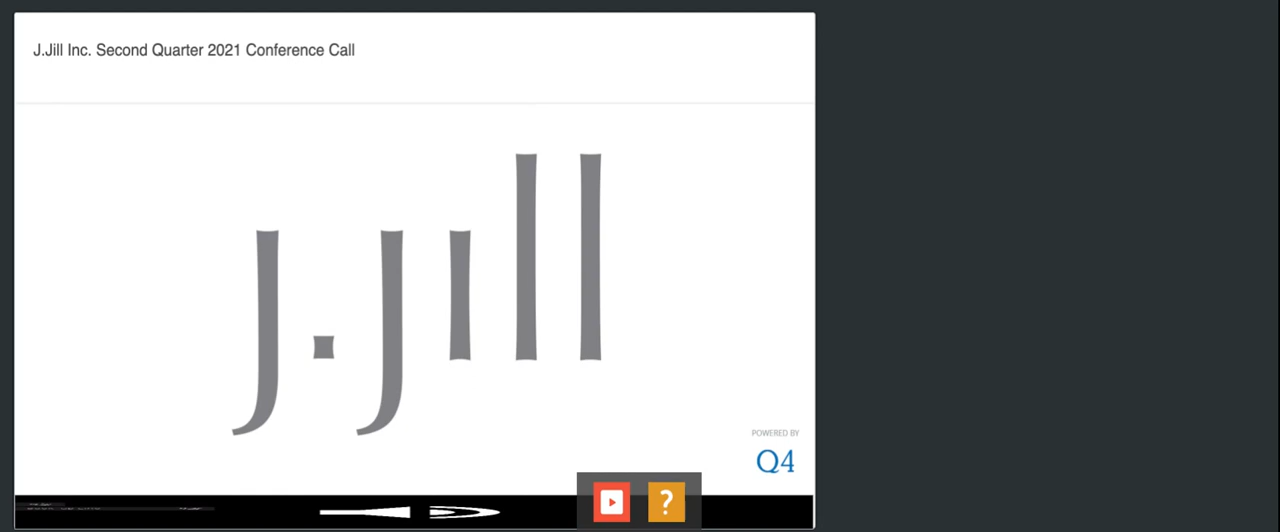 J.Jill Inc. Second Quarter 2021 Conference Call
J.Jill
POWERED BY
Q4
?